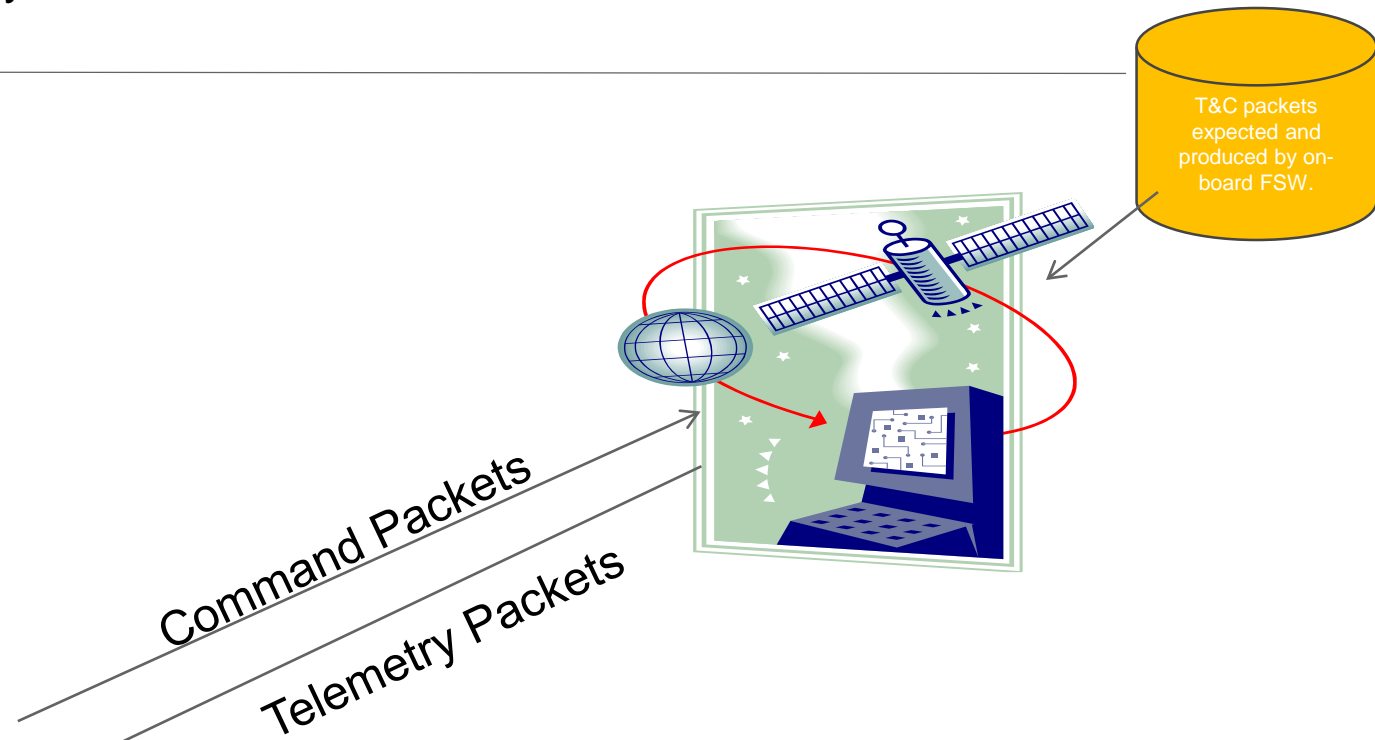 T&C packets
expected and
produced by on-
board FSW.
Command Packets
Telemetry Packets